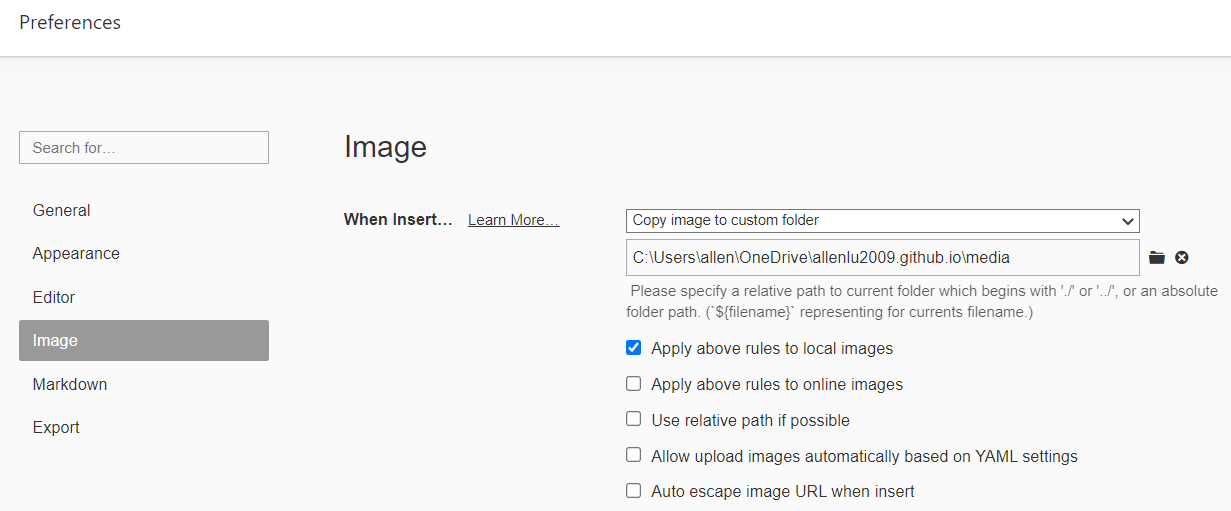 Preferences
Search for…
General
Appearance
Editor
Image
Markdown
Export
Image
When Insert… Learn More…
Copy image to custom folder
C:\Users\allen\OneDrive\allenlu2009.github.io\media
Please specify a relative path to current folder which begins with './' or '../', or an absolute
folder path. (`${filename}` representing for currents filename.)
Apply above rules to local images
Apply above rules to online images
Use relative path if possible
Allow upload images automatically based on YAML settings
Auto escape image URL when insert